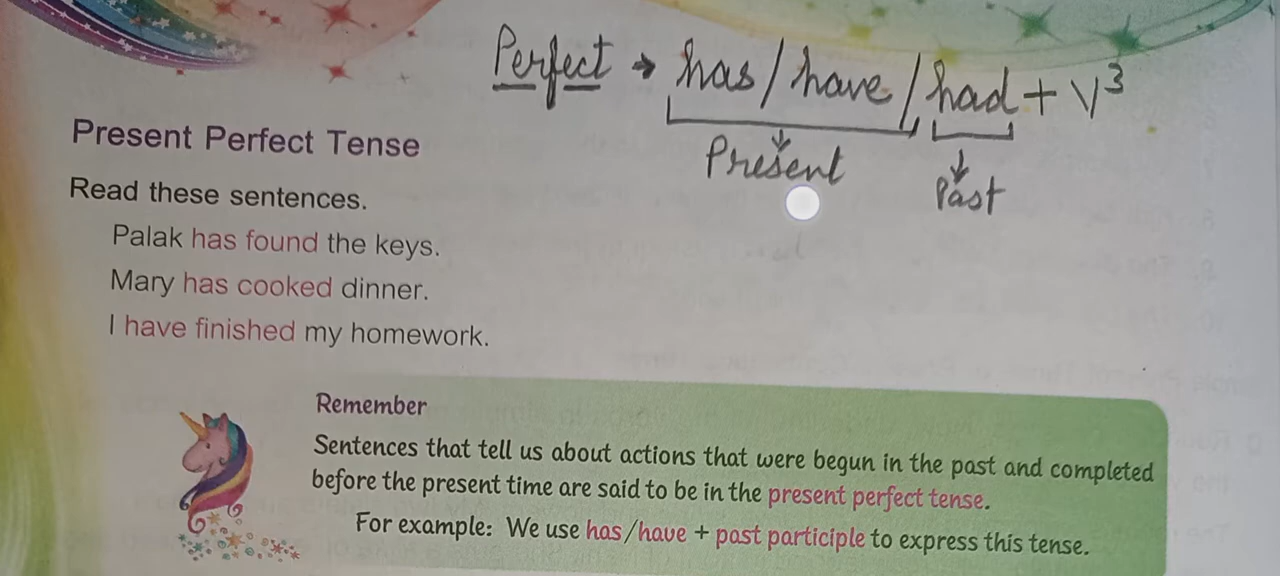 Perfect → has/have/had + V³
Present
Past
Present Perfect Tense
Read these sentences.
Palak has found the keys.
Mary has cooked dinner.
I have finished my homework.
Remember
Sentences that tell us about actions that were begun in the past and completed
before the present time are said to be in the present perfect tense.
For example: We use has/have + past participle to express this tense.